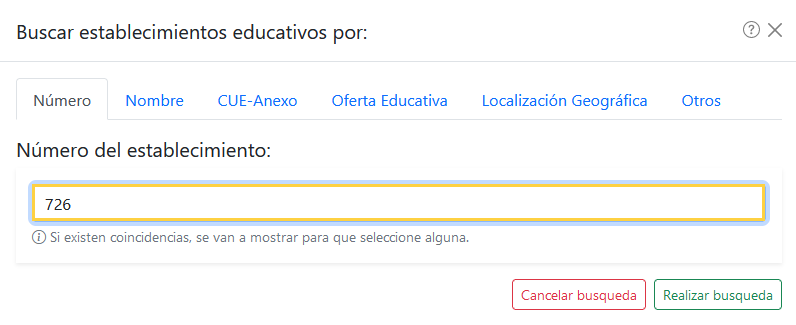 Buscar establecimientos educativos por:
Número Nombre CUE-Anexo Oferta Educativa Localización Geográfica Otros
Número del establecimiento:
726
Si existen coincidencias, se van a mostrar para que seleccione alguna.
Cancelar busqueda Realizar busqueda